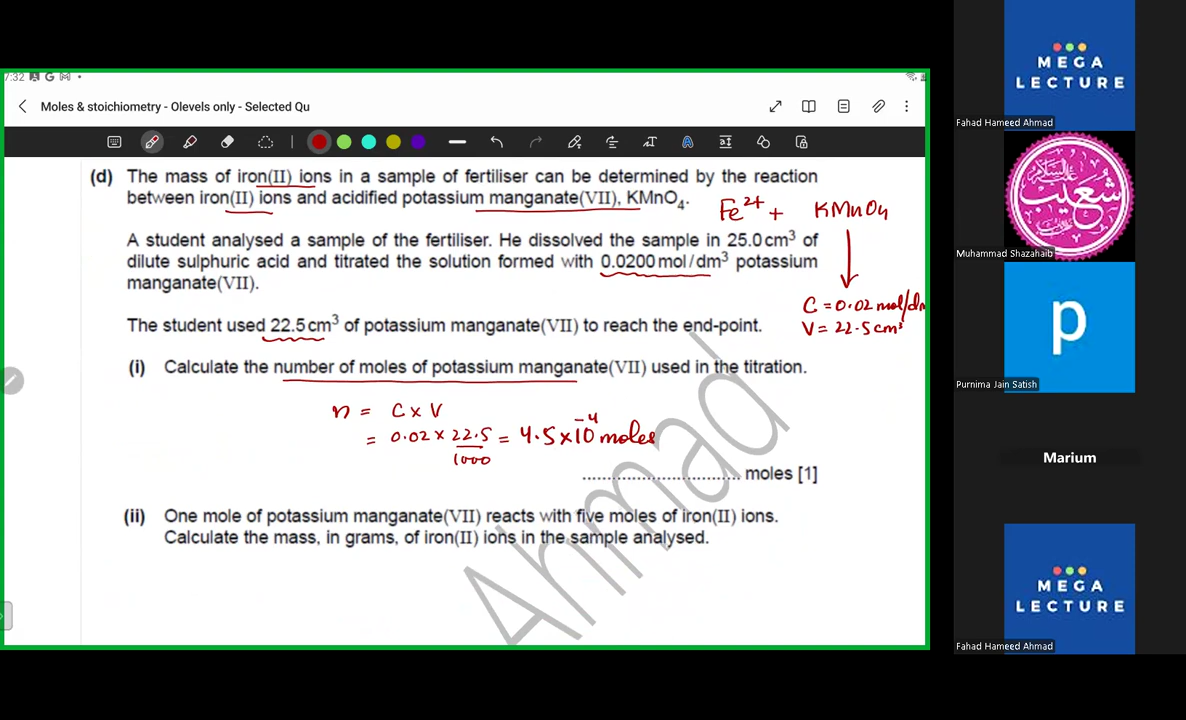 7:32
Moles & stoichiometry - Olevels only - Selected Qu
(d) The mass of iron(II) ions in a sample of fertiliser can be determined by the reaction
between iron(II) ions and acidified potassium manganate(VII), KMnO4.
Fe2+ + KMnO4
A student analysed a sample of the fertiliser. He dissolved the sample in 25.0 cm3 of
dilute sulphuric acid and titrated the solution formed with 0.0200 mol/dm3 potassium
manganate(VII).
C = 0.02 mol/dm
V = 22.5 cm3
The student used 22.5 cm3 of potassium manganate(VII) to reach the end-point.
(i) Calculate the number of moles of potassium manganate(VII) used in the titration.
n = C × V
= 0.02 × 22.5/1000 = 4.5 × 10-4 moles
.................................... moles [1]
(ii) One mole of potassium manganate(VII) reacts with five moles of iron(II) ions.
Calculate the mass, in grams, of iron(II) ions in the sample analysed.
Ahmad
MEGA
LECTURE
Fahad Hameed Ahmad
شعيب
عليه السلام
Muhammad Shazahaib
p
Purnima Jain Satish
Marium
MEGA
LECTURE
Fahad Hameed Ahmad